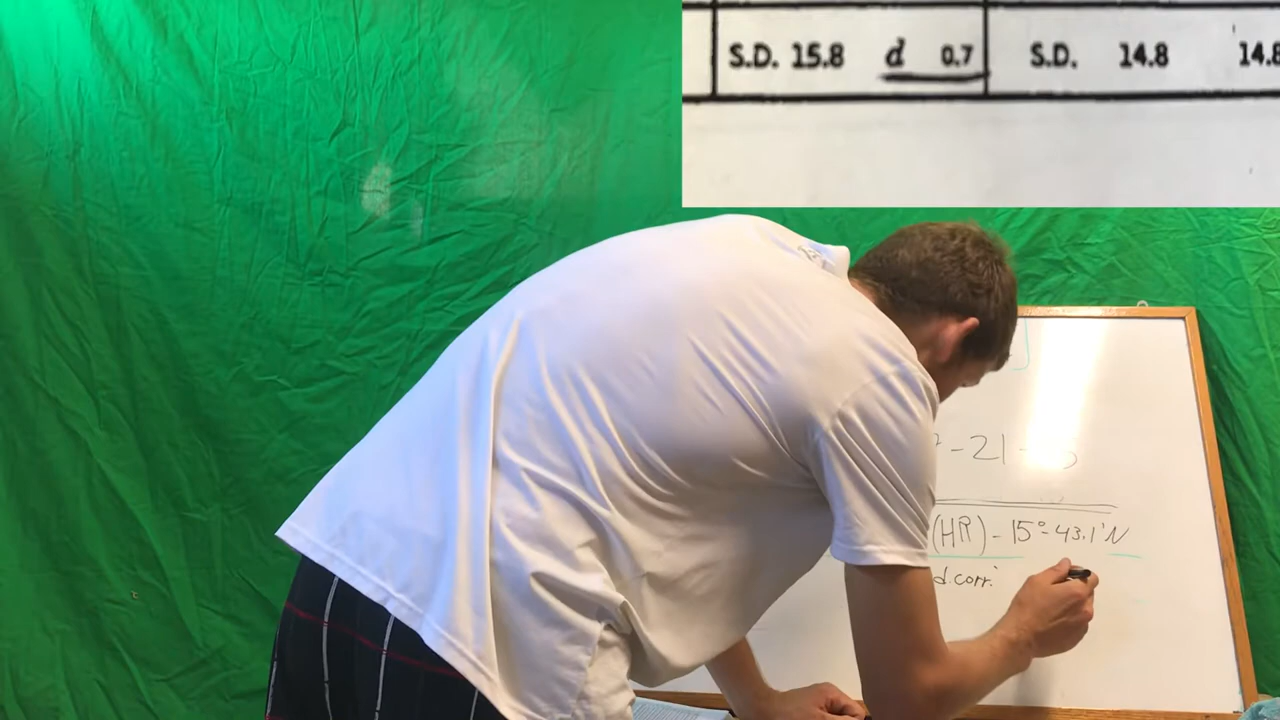 S.D. 15.8 d 0.7 S.D. 14.8 14.8
- 21
(HR) - 15° - 43.1' N
d.corr.